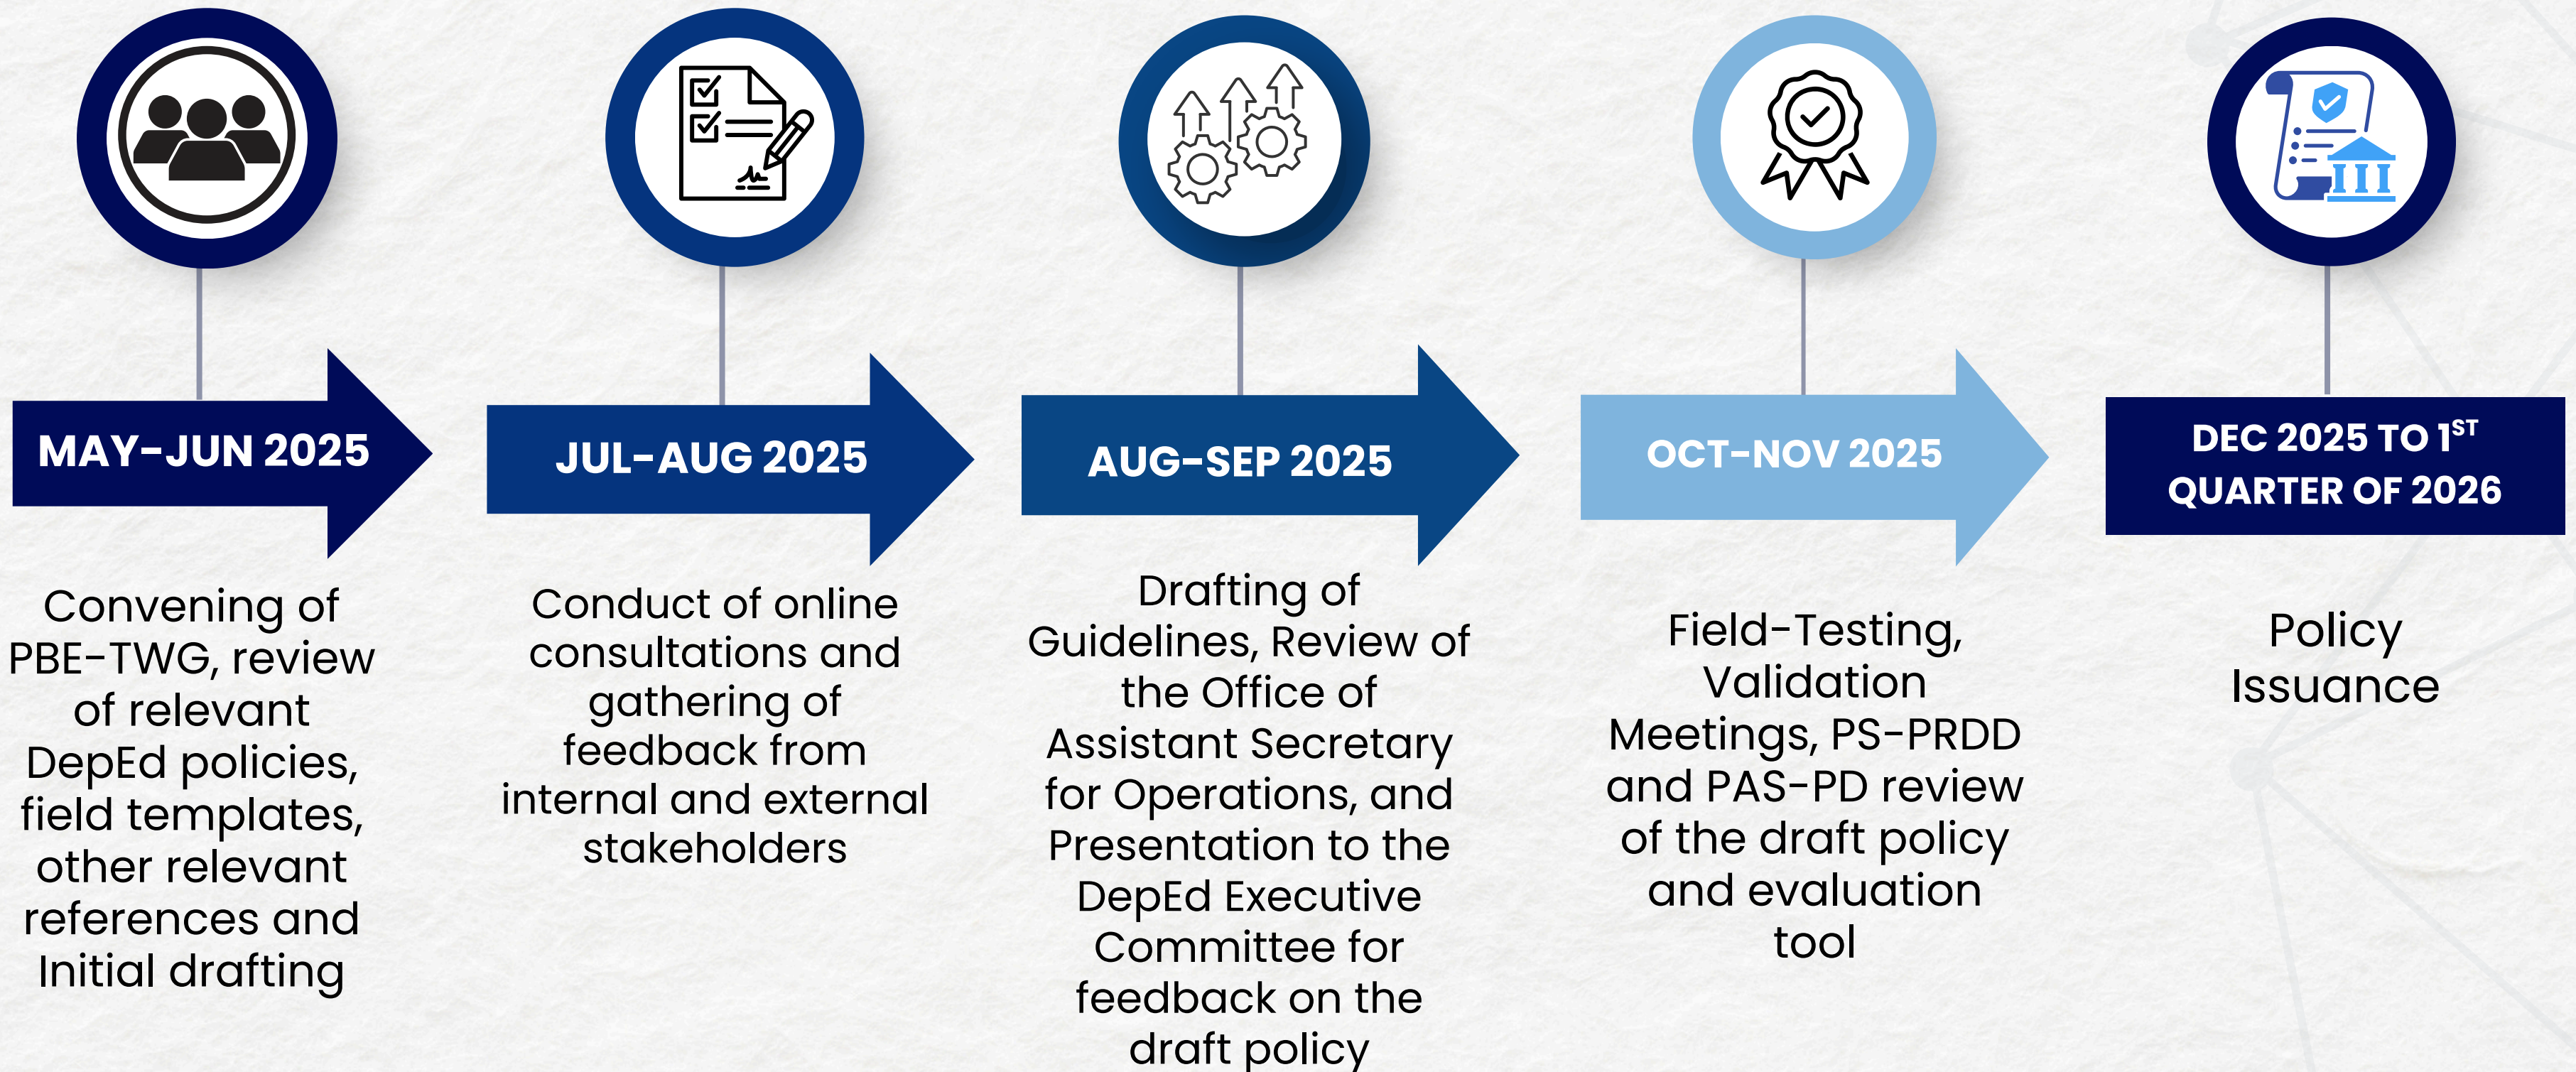 MAY-JUN 2025
Convening of
PBE-TWG, review
of relevant
DepEd policies,
field templates,
other relevant
references and
Initial drafting
JUL-AUG 2025
Conduct of online
consultations and
gathering of
feedback from
internal and external
stakeholders
AUG-SEP 2025
Drafting of
Guidelines, Review of
the Office of
Assistant Secretary
for Operations, and
Presentation to the
DepEd Executive
Committee for
feedback on the
draft policy
OCT-NOV 2025
Field-Testing,
Validation
Meetings, PS-PRDD
and PAS-PD review
of the draft policy
and evaluation
tool
DEC 2025 TO 1ST
QUARTER OF 2026
Policy
Issuance